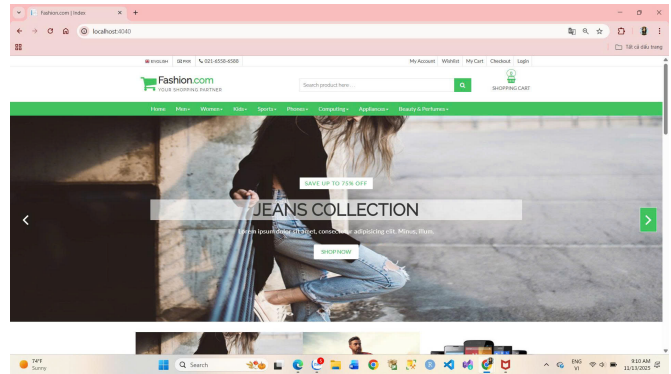 Fashion.com | Index
localhost:4040
Tất cả dấu trang
ENGLISH PKR 021-6558-6588 My Account Wishlist My Cart Checkout Login
Fashion.com
YOUR SHOPPING PARTNER
Search product here ...
SHOPPING CART
Home Men Women Kids Sports Phones Computing Appliances Beauty & Perfumes
SAVE UP TO 75% OFF
JEANS COLLECTION
Lorem ipsum dolor sit amet, consectetur adipisicing elit. Minus, illum.
SHOP NOW
74°F
Sunny
Search
ENG
VI
9:10 AM
11/13/2025